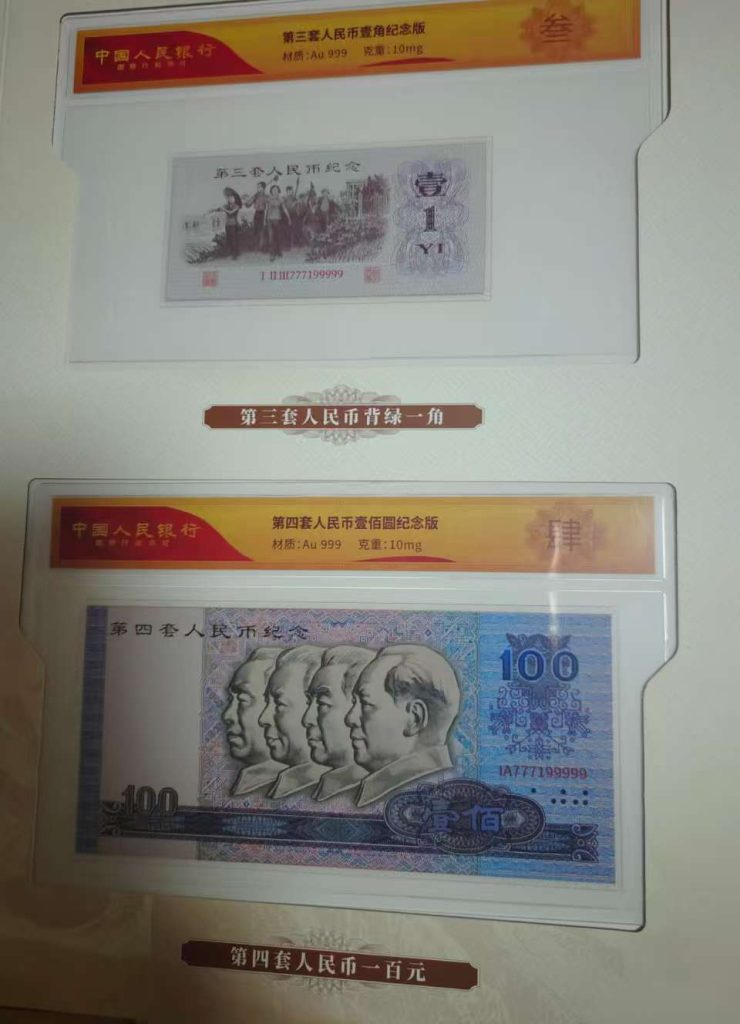 中国人民银行
第三套人民币壹角纪念版
材质:Au 999 克重:10mg
叁
第三套人民币纪念
壹
1
YI
I II III777199999
第三套人民币背绿一角
中国人民银行
第四套人民币壹佰圆纪念版
材质:Au 999 克重:10mg
肆
第四套人民币纪念
100
IA777199999
100
壹佰
第四套人民币一百元